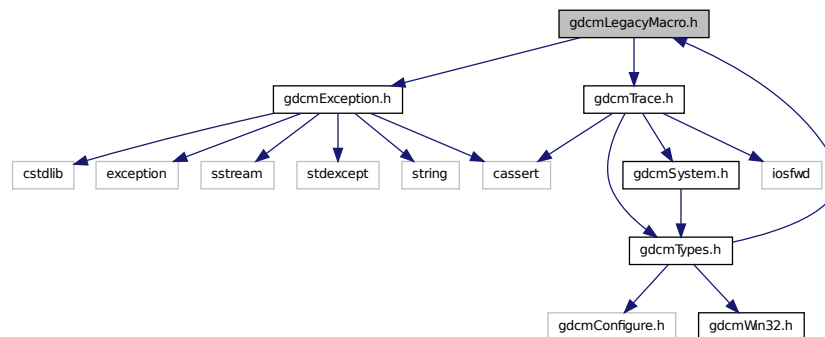 gdcmLegacyMacro.h
gdcmException.h
gdcmTrace.h
cstdlib
exception
sstream
stdexcept
string
cassert
gdcmSystem.h
iosfwd
gdcmTypes.h
gdcmConfigure.h
gdcmWin32.h